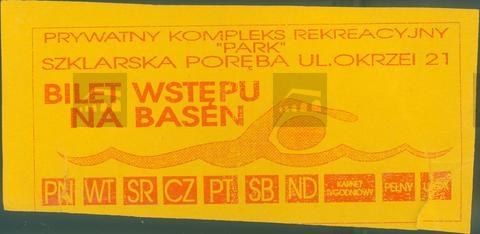 PRYWATNY KOMPLEKS REKREACYJNY
"PARK"
SZKLARSKA PORĘBA UL.OKRZEI 21
BILET WSTĘPU
NA BASEN
PN WT SR CZ PT SB ND KARNET TYGODNIOWY PEŁNY